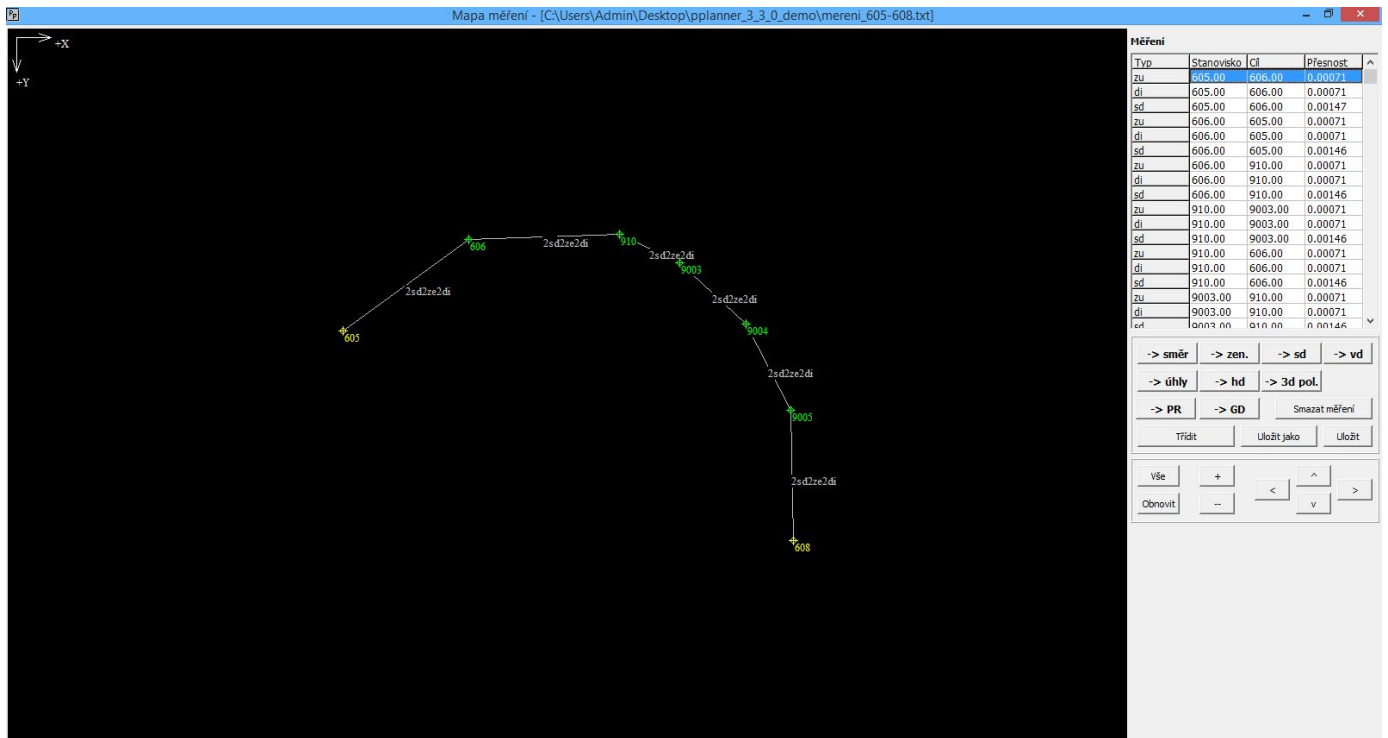 Mapa měření - [C:\Users\Admin\Desktop\pplanner_3_3_0_demo\mereni_605-608.txt]
+X
+Y
606
2sd2ze2di
910
2sd2ze2di
9003
2sd2ze2di
2sd2ze2di
605
9004
2sd2ze2di
9005
2sd2ze2di
608
Měření
Typ Stanovisko Cíl Přesnost
zu 605.00 606.00 0.00071
di 605.00 606.00 0.00071
sd 605.00 606.00 0.00147
zu 606.00 605.00 0.00071
di 606.00 605.00 0.00071
sd 606.00 605.00 0.00146
zu 606.00 910.00 0.00071
di 606.00 910.00 0.00071
sd 606.00 910.00 0.00146
zu 910.00 9003.00 0.00071
di 910.00 9003.00 0.00071
sd 910.00 9003.00 0.00146
zu 910.00 606.00 0.00071
di 910.00 606.00 0.00071
sd 910.00 606.00 0.00146
zu 9003.00 910.00 0.00071
di 9003.00 910.00 0.00071
sd 9003.00 910.00 0.00146
-> směr -> zen. -> sd -> vd
-> úhly -> hd -> 3d pol.
-> PR -> GD Smazat měření
Třídit Uložit jako Uložit
Vše + < ^ >
Obnovit -- v